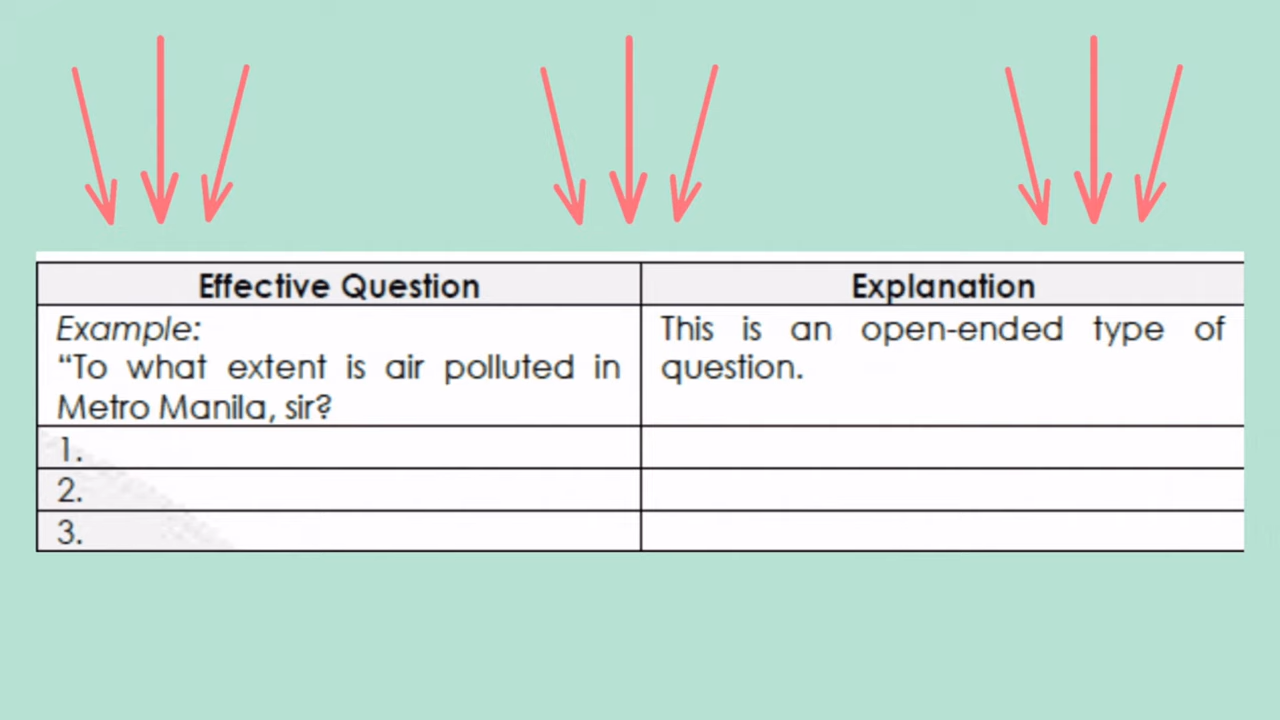 Effective Question
Explanation
Example:
“To what extent is air polluted in
Metro Manila, sir?
This is an open-ended type of
question.
1.
2.
3.